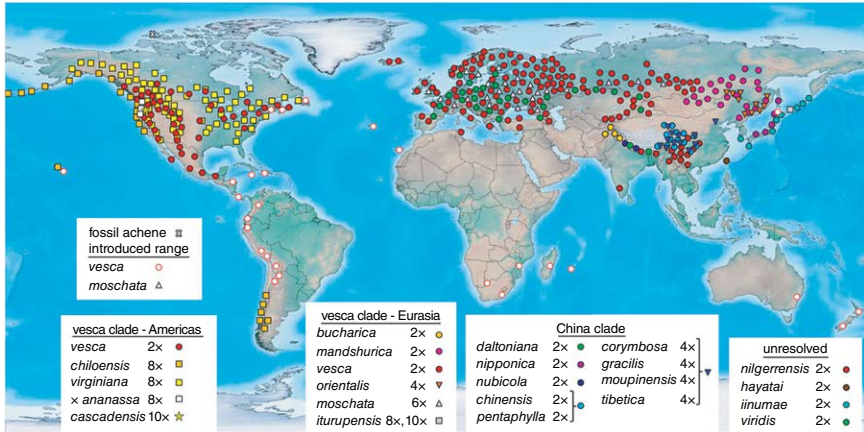 fossil achene
introduced range
vesca
moschata
vesca clade - Americas
vesca 2×
chiloensis 8×
virginiana 8×
× ananassa 8×
cascadensis 10×
vesca clade - Eurasia
bucharica 2×
mandshurica 2×
vesca 2×
orientalis 4×
moschata 6×
iturupensis 8×, 10×
China clade
daltoniana 2× corymbosa 4×
nipponica 2× gracilis 4×
nubicola 2× moupinensis 4×
chinensis 2× tibetica 4×
pentaphylla 2×
unresolved
nilgerrensis 2×
hayatai 2×
iinumae 2×
viridis 2×